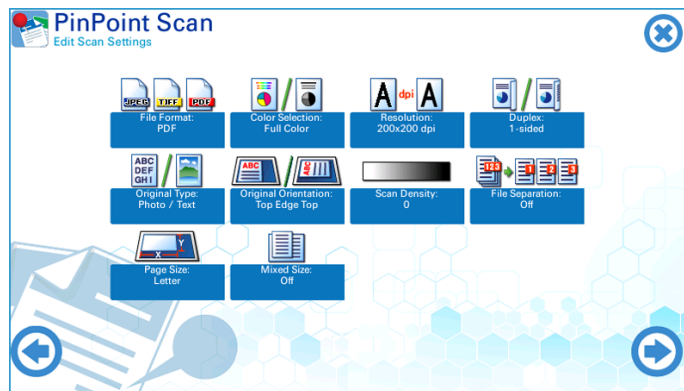 PinPoint Scan
Edit Scan Settings
JPEG TIFF PDF
File Format:
PDF
Color Selection:
Full Color
A dpi A
Resolution:
200x200 dpi
Duplex:
1-sided
ABC
DEF
GHI
Original Type:
Photo / Text
ABC
ABC
Original Orientation:
Top Edge Top
Scan Density:
0
123 1 2 3
File Separation:
Off
X Y
Page Size:
Letter
Mixed Size:
Off